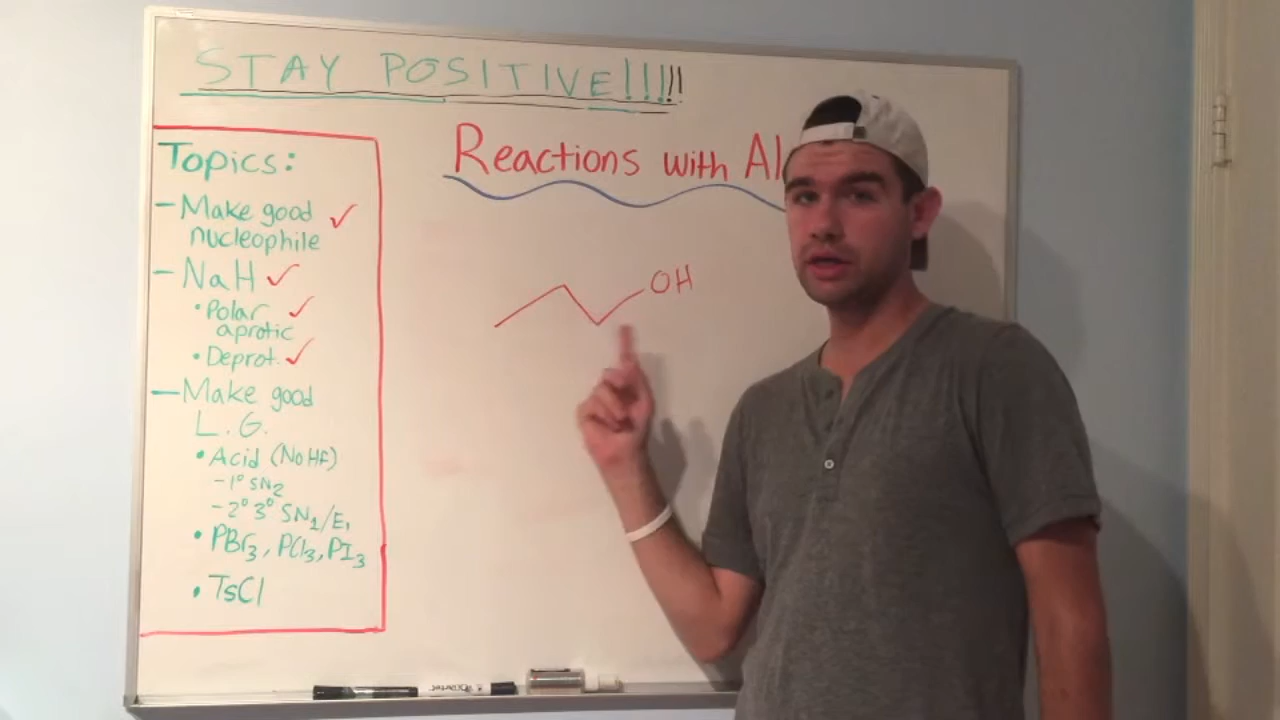 STAY POSITIVE!!!!!!
Reactions with Al
Topics:
- Make good ✓
nucleophile
- NaH ✓
• Polar ✓
aprotic
• Deprot. ✓
- Make good
L.G.
• Acid (No HF)
- 1° SN2
- 2° 3° SN1/E1
• PBr3, PCl3, PI3
• TsCl
OH